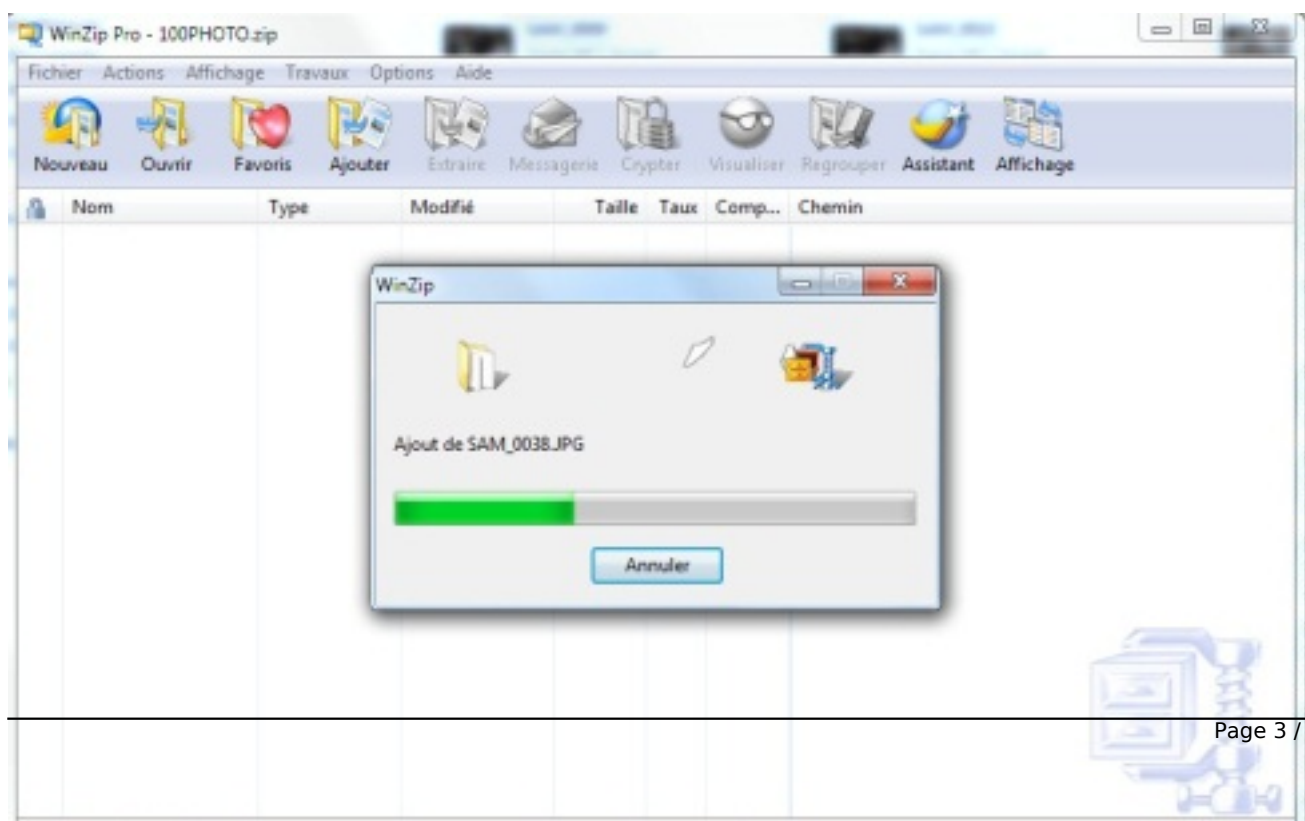 WinZip Pro - 100PHOTO.zip
Fichier Actions Affichage Travaux Options Aide
Nouveau Ouvrir Favoris Ajouter Extraire Messagerie Crypter Visualiser Regrouper Assistant Affichage
Nom Type Modifié Taille Taux Comp... Chemin
WinZip
Ajout de SAM_0038.JPG
Annuler
Page 3 /